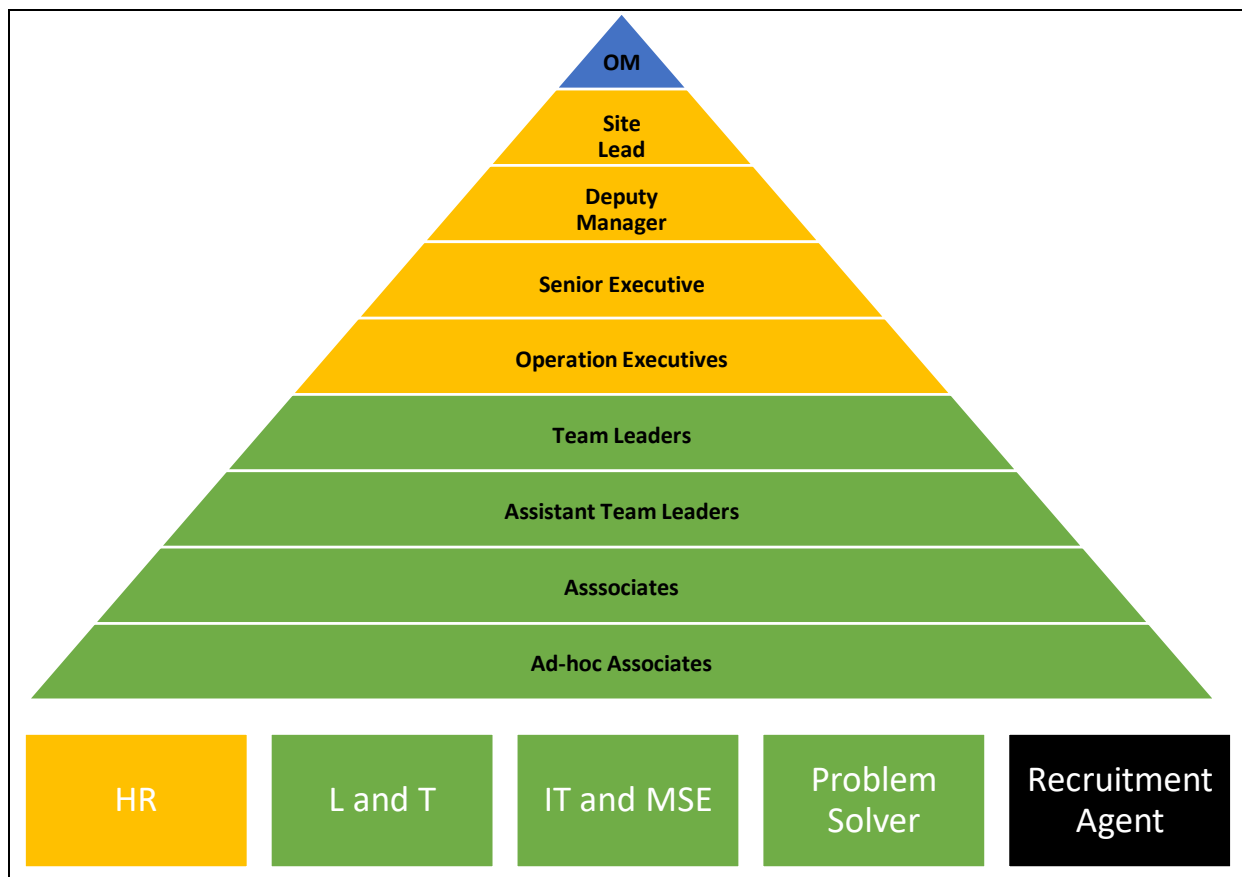 OM
Site
Lead
Deputy
Manager
Senior Executive
Operation Executives
Team Leaders
Assistant Team Leaders
Asssociates
Ad-hoc Associates
HR
L and T
IT and MSE
Problem
Solver
Recruitment
Agent